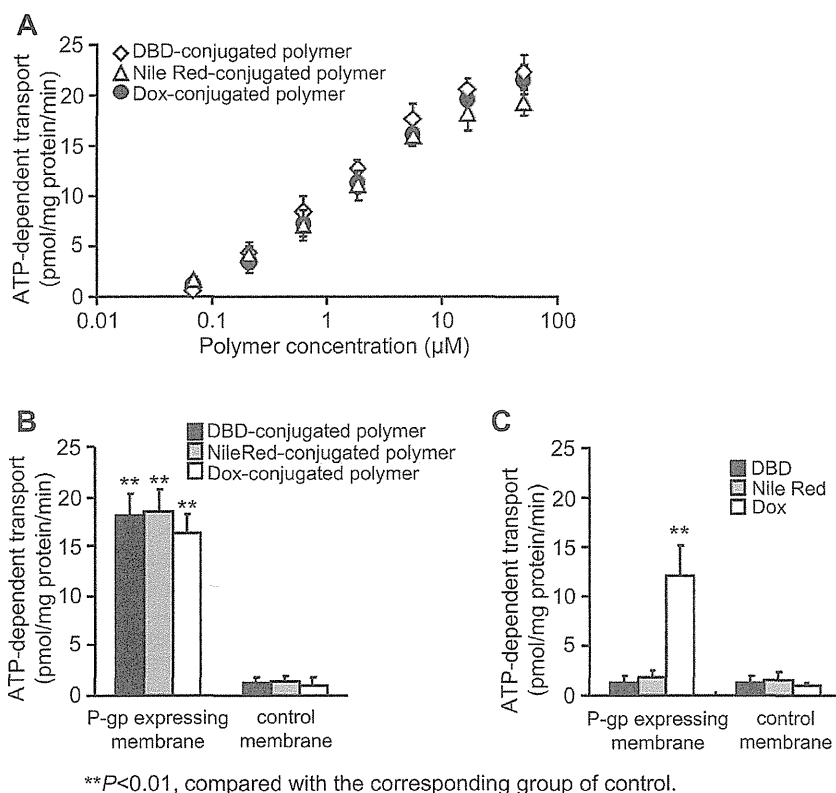 A
DBD-conjugated polymer
Nile Red-conjugated polymer
Dox-conjugated polymer
ATP-dependent transport
(pmol/mg protein/min)
25
20
15
10
5
0
0.01
0.1
1
10
100
Polymer concentration (µM)
B
DBD-conjugated polymer
NileRed-conjugated polymer
Dox-conjugated polymer
ATP-dependent transport
(pmol/mg protein/min)
25
20
15
10
5
0
** ** **
P-gp expressing
membrane
control
membrane
C
DBD
Nile Red
Dox
ATP-dependent transport
(pmol/mg protein/min)
25
20
15
10
5
0
**
P-gp expressing
membrane
control
membrane
**P<0.01, compared with the corresponding group of control.